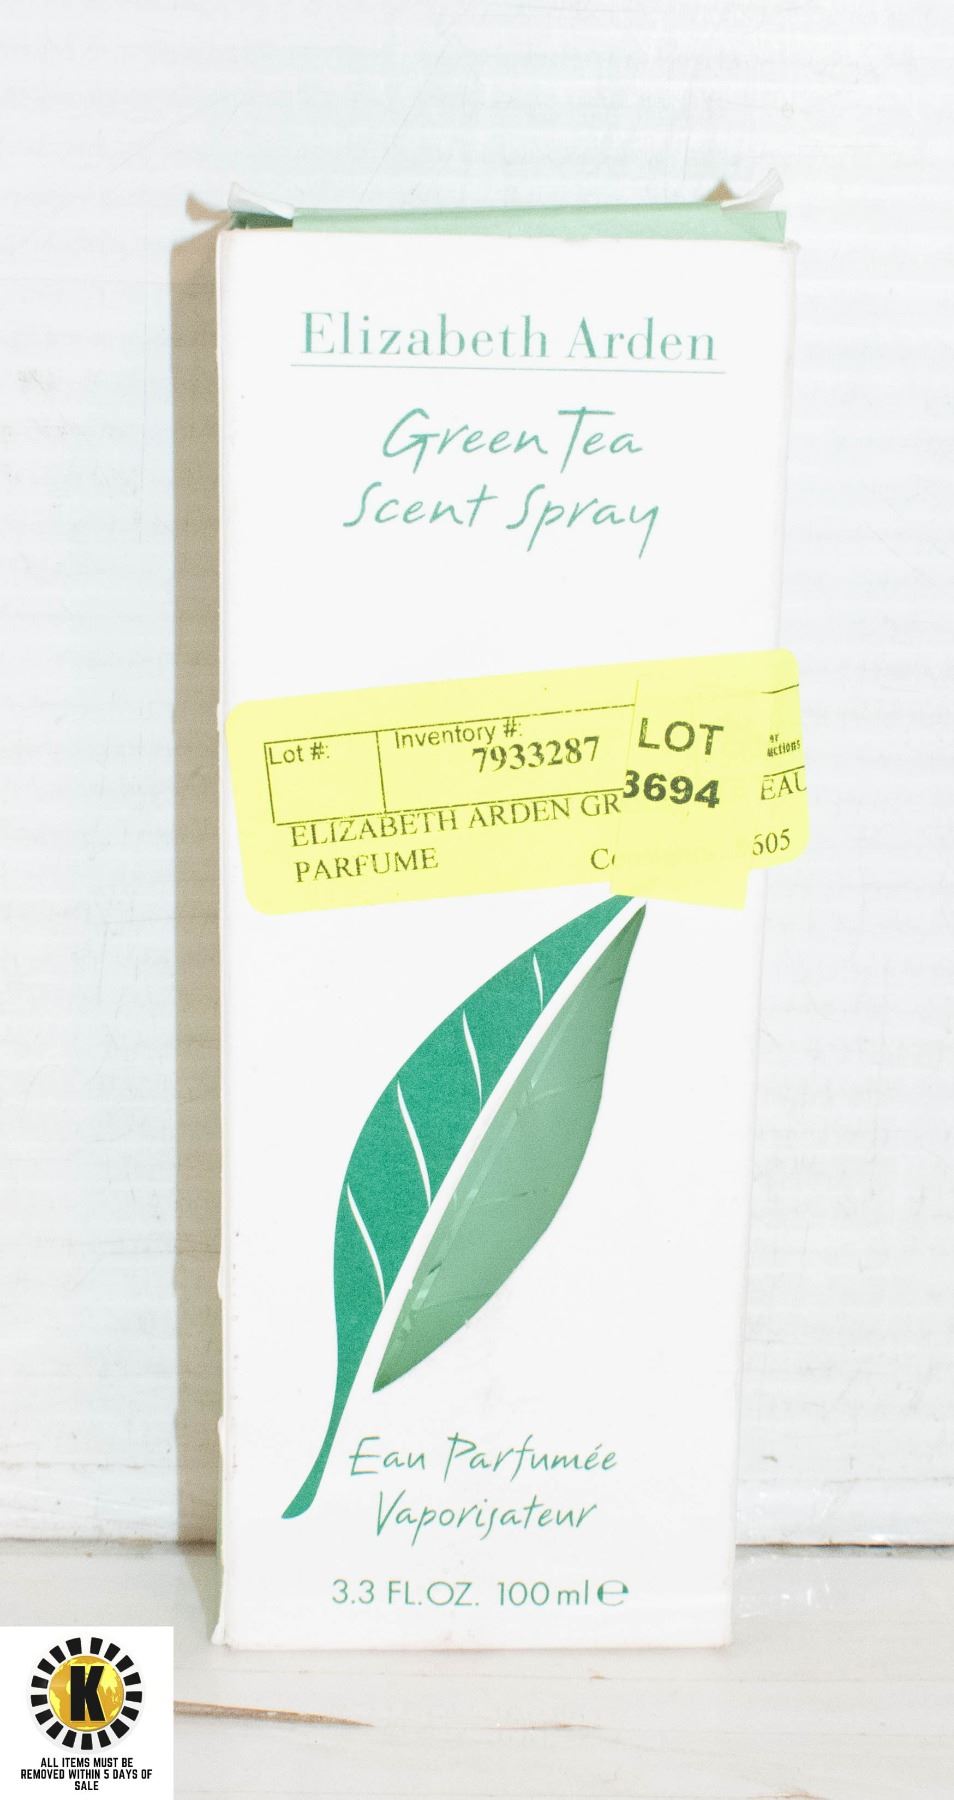 Elizabeth Arden
Green Tea
Scent Spray
Lot #:
Inventory #:
7933287
LOT
3694
ELIZABETH ARDEN GR
EAU
PARFUME
605
Eau Parfumée
Vaporisateur
3.3 FL.OZ. 100 ml e
K
ALL ITEMS MUST BE
REMOVED WITHIN 5 DAYS OF
SALE